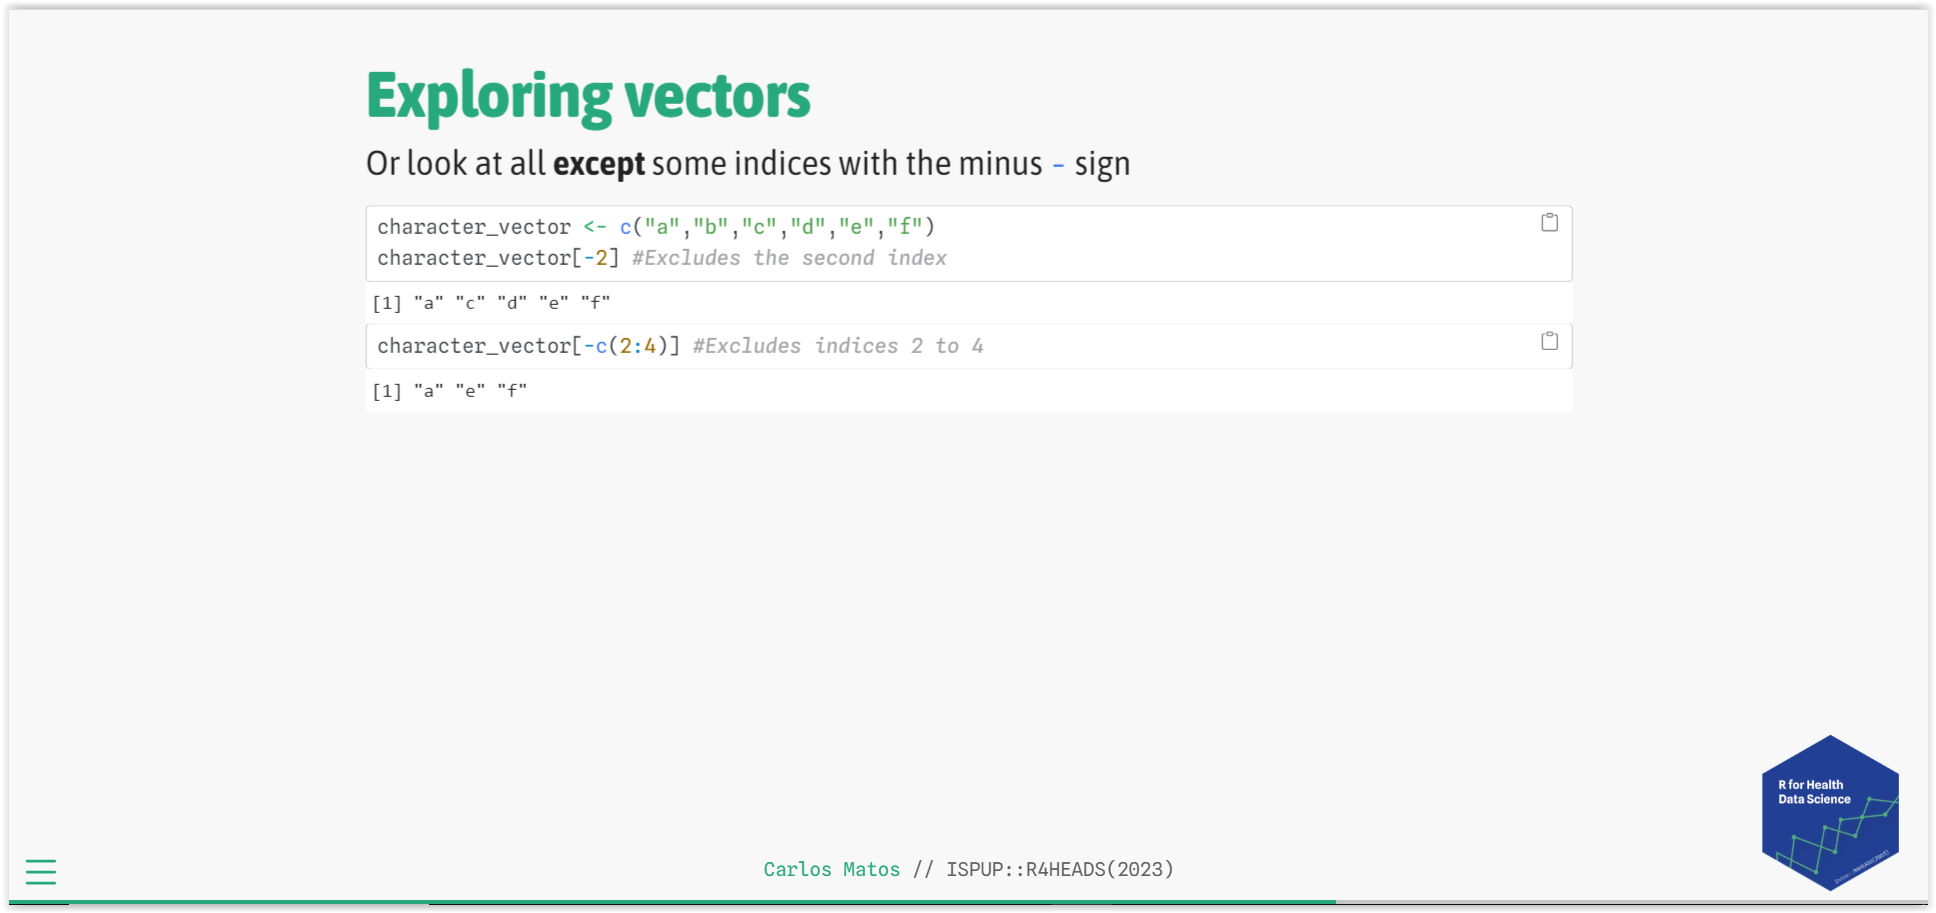 Exploring vectors
Or look at all except some indices with the minus - sign
character_vector <- c("a","b","c","d","e","f")
character_vector[-2] #Excludes the second index
[1] "a" "c" "d" "e" "f"
character_vector[-c(2:4)] #Excludes indices 2 to 4
[1] "a" "e" "f"
R for Health
Data Science
Carlos Matos // ISPUP::R4HEADS(2023)